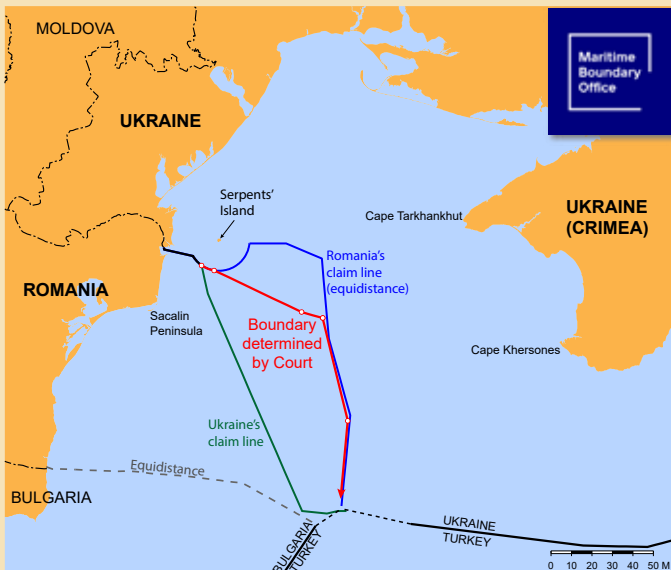 MOLDOVA
Maritime
Boundary
Office
UKRAINE
Serpents'
Island
Cape Tarkhankhut
UKRAINE
(CRIMEA)
Romania's
claim line
(equidistance)
ROMANIA
Sacalin
Peninsula
Boundary
determined
by Court
Cape Khersones
Ukraine's
claim line
Equidistance
BULGARIA
BULGARIA
TURKEY
UKRAINE
TURKEY
0 10 20 30 40 50 M